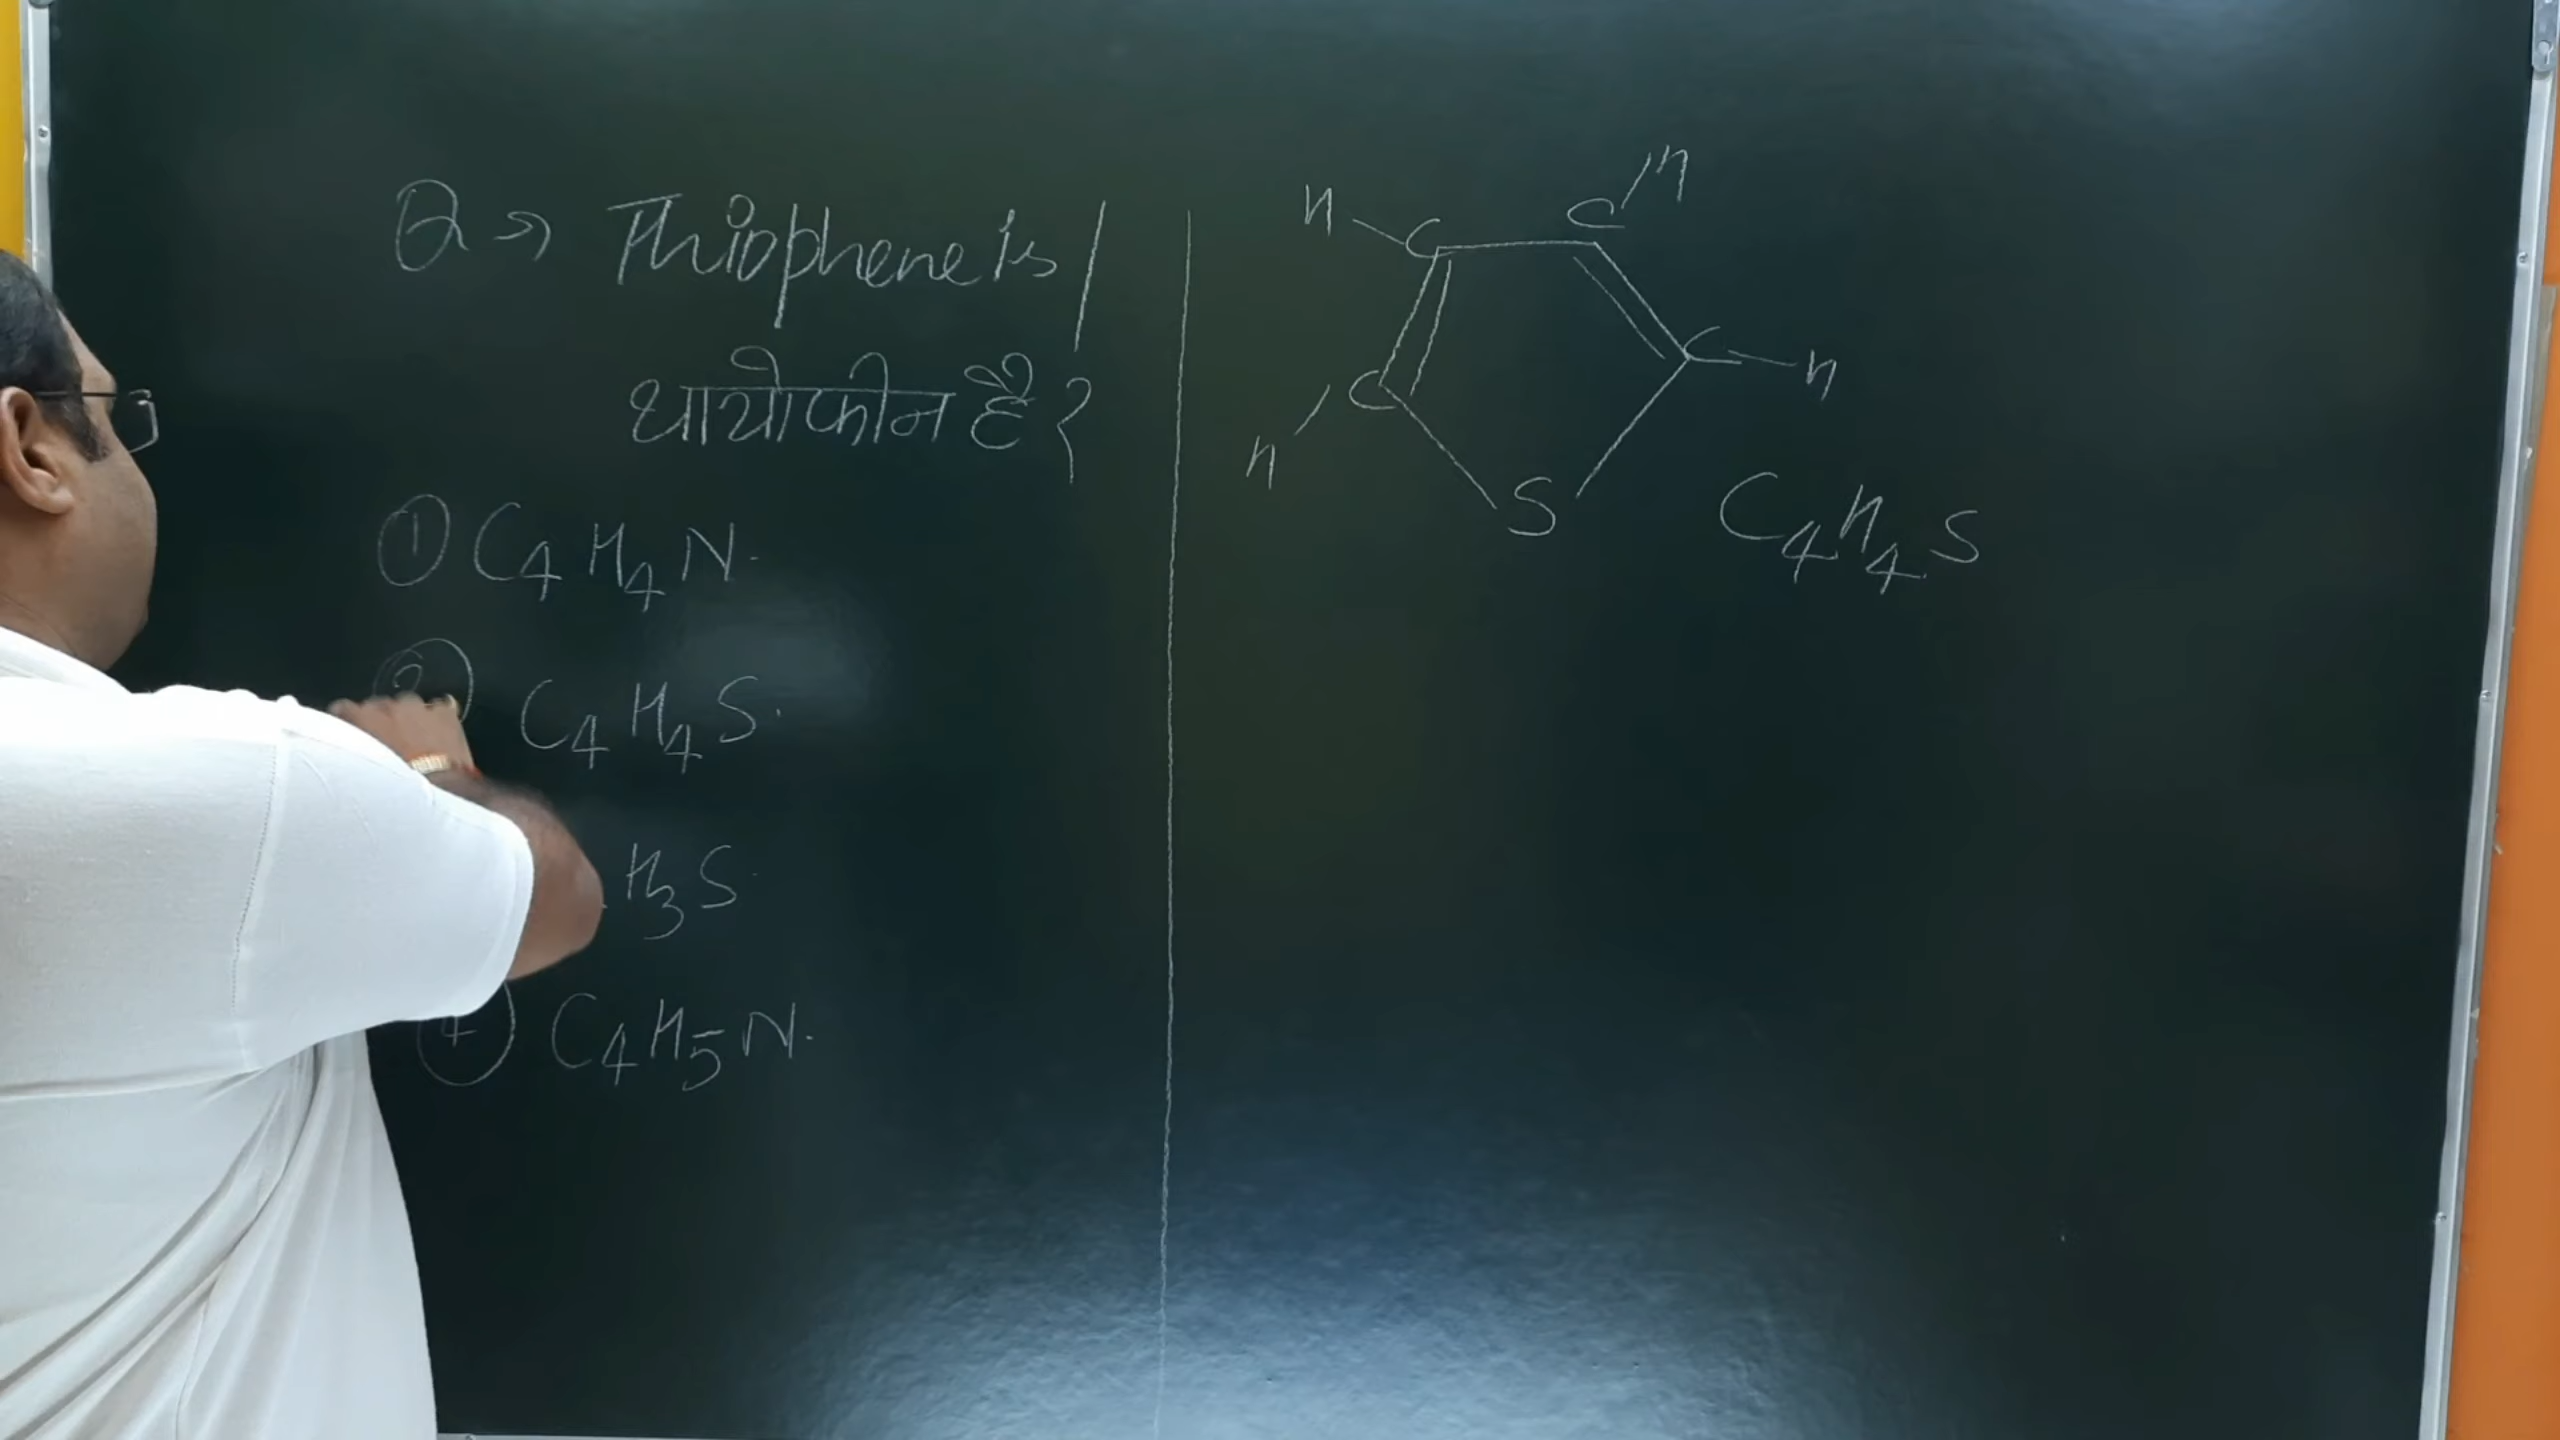 Q → Thiophene is /
थायोफीन है ?
① C₄H₄N.
② C₄H₄S.
H₃S
④ C₄H₅N.
H C C H
H C C H
S
C₄H₄S